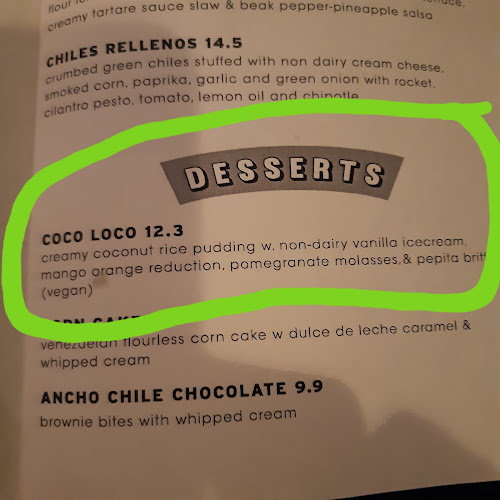 creamy tartare sauce slaw & beak pepper-pineapple salsa
CHILES RELLENOS 14.5
crumbed green chiles stuffed with non dairy cream cheese,
smoked corn, paprika, garlic and green onion with rocket,
cilantro pesto, tomato, lemon oil and chipotle
DESSERTS
COCO LOCO 12.3
creamy coconut rice pudding w. non-dairy vanilla icecream,
mango orange reduction, pomegranate molasses,& pepita britt
(vegan)
CORN CAKE
venezuelan flourless corn cake w dulce de leche caramel &
whipped cream
ANCHO CHILE CHOCOLATE 9.9
brownie bites with whipped cream